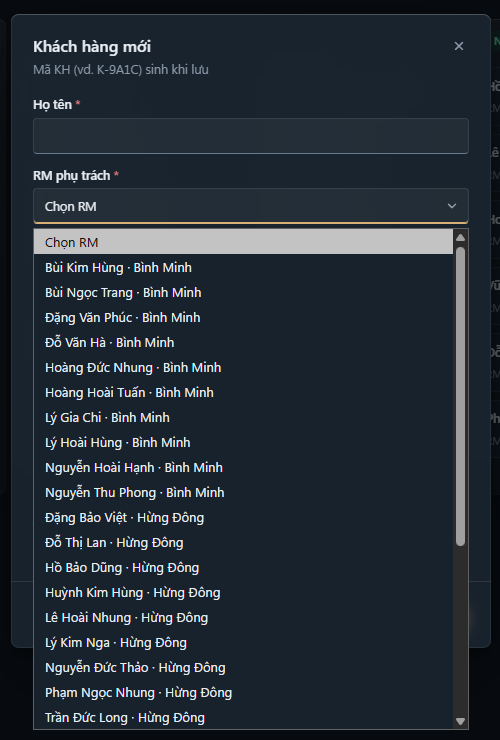 Khách hàng mới
Mã KH (vd. K-9A1C) sinh khi lưu
Họ tên *
RM phụ trách *
Chọn RM
Chọn RM
Bùi Kim Hùng · Bình Minh
Bùi Ngọc Trang · Bình Minh
Đặng Văn Phúc · Bình Minh
Đỗ Văn Hà · Bình Minh
Hoàng Đức Nhung · Bình Minh
Hoàng Hoài Tuấn · Bình Minh
Lý Gia Chi · Bình Minh
Lý Hoài Hùng · Bình Minh
Nguyễn Hoài Hạnh · Bình Minh
Nguyễn Thu Phong · Bình Minh
Đặng Bảo Việt · Hừng Đông
Đỗ Thị Lan · Hừng Đông
Hồ Bảo Dũng · Hừng Đông
Huỳnh Kim Hùng · Hừng Đông
Lê Hoài Nhung · Hừng Đông
Lý Kim Nga · Hừng Đông
Nguyễn Đức Thảo · Hừng Đông
Phạm Ngọc Nhung · Hừng Đông
Trần Đức Long · Hừng Đông